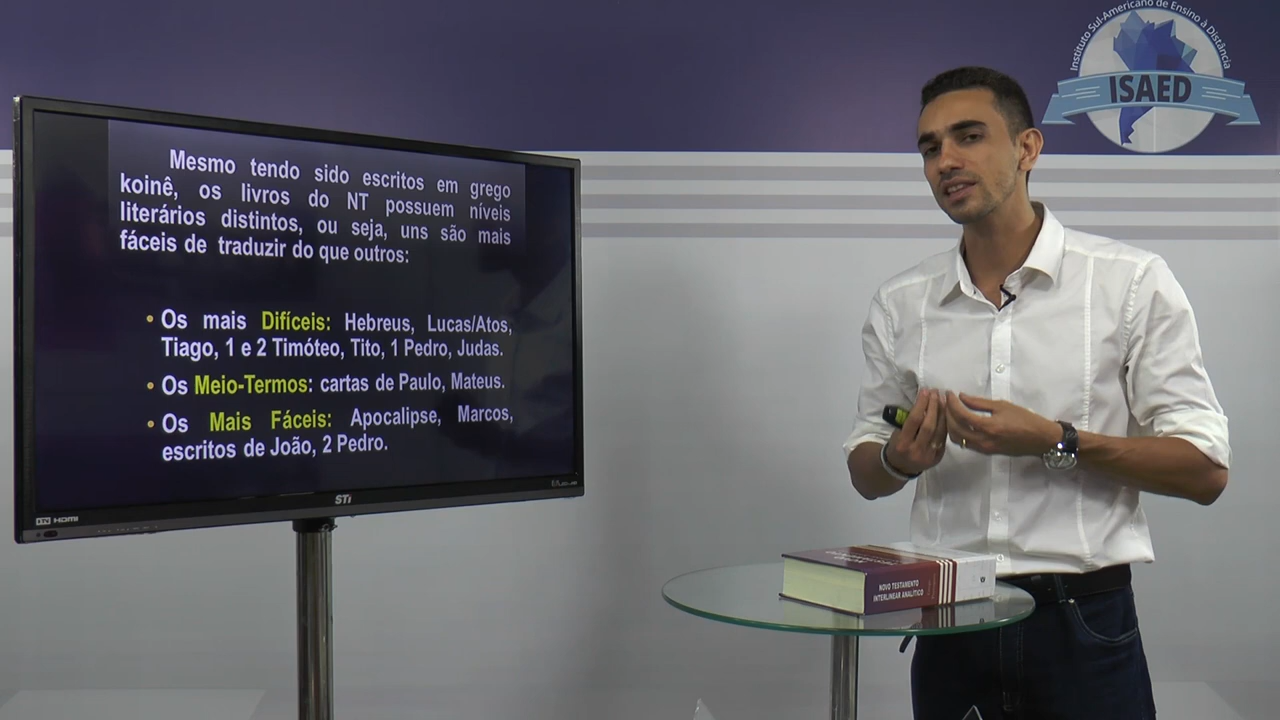 Mesmo tendo sido escritos em grego
koinê, os livros do NT possuem níveis
literários distintos, ou seja, uns são mais
fáceis de traduzir do que outros:
• Os mais Difíceis: Hebreus, Lucas/Atos,
Tiago, 1 e 2 Timóteo, Tito, 1 Pedro, Judas.
• Os Meio-Termos: cartas de Paulo, Mateus.
• Os Mais Fáceis: Apocalipse, Marcos,
escritos de João, 2 Pedro.
STi
HDMI
Instituto Sul-Americano de Ensino à Distância
ISAED
NOVO TESTAMENTO
INTERLINEAR ANALÍTICO